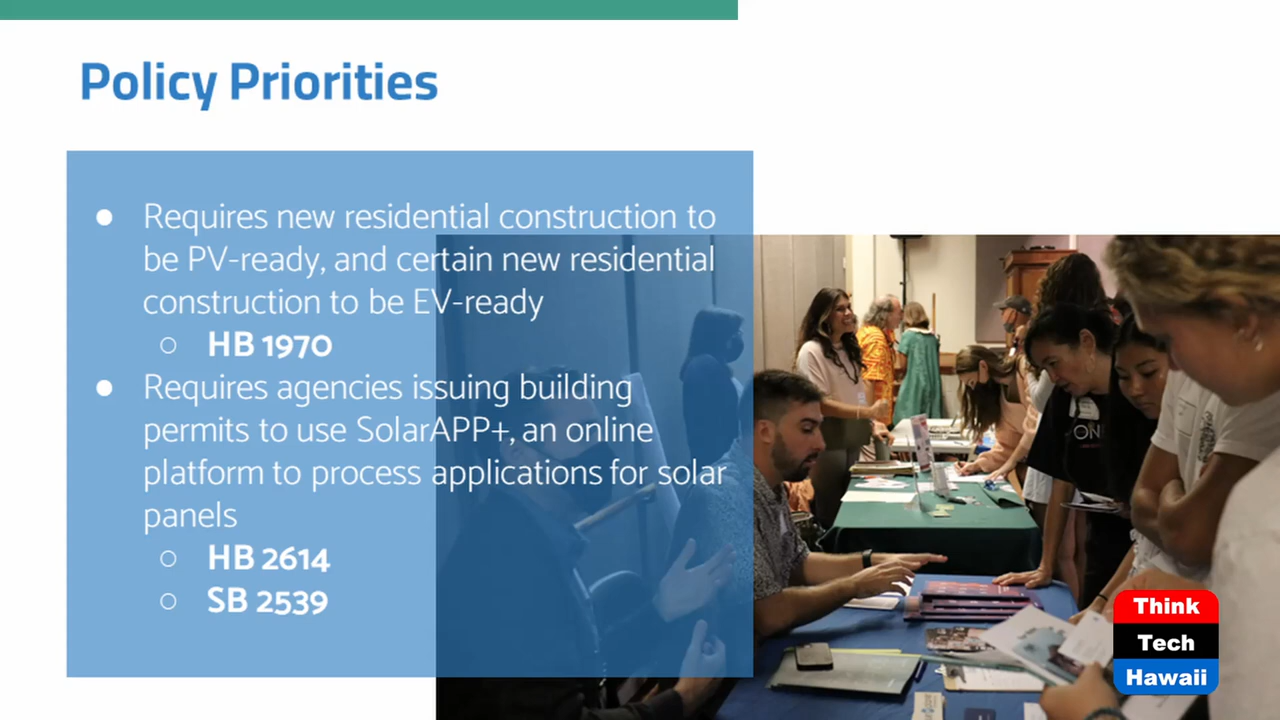 Policy Priorities
● Requires new residential construction to
be PV-ready, and certain new residential
construction to be EV-ready
○ HB 1970
● Requires agencies issuing building
permits to use SolarAPP+, an online
platform to process applications for solar
panels
○ HB 2614
○ SB 2539
ON
Think
Tech
Hawaii